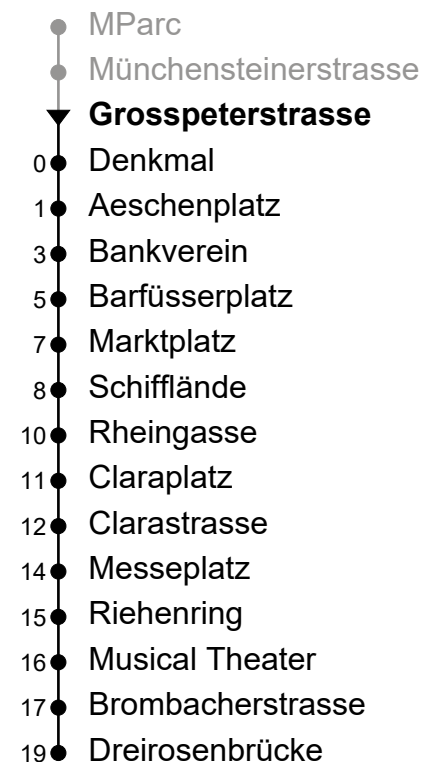 MParc
Münchensteinerstrasse
Grosspeterstrasse
0 Denkmal
1 Aeschenplatz
3 Bankverein
5 Barfüsserplatz
7 Marktplatz
8 Schifflände
10 Rheingasse
11 Claraplatz
12 Clarastrasse
14 Messeplatz
15 Riehenring
16 Musical Theater
17 Brombacherstrasse
19 Dreirosenbrücke